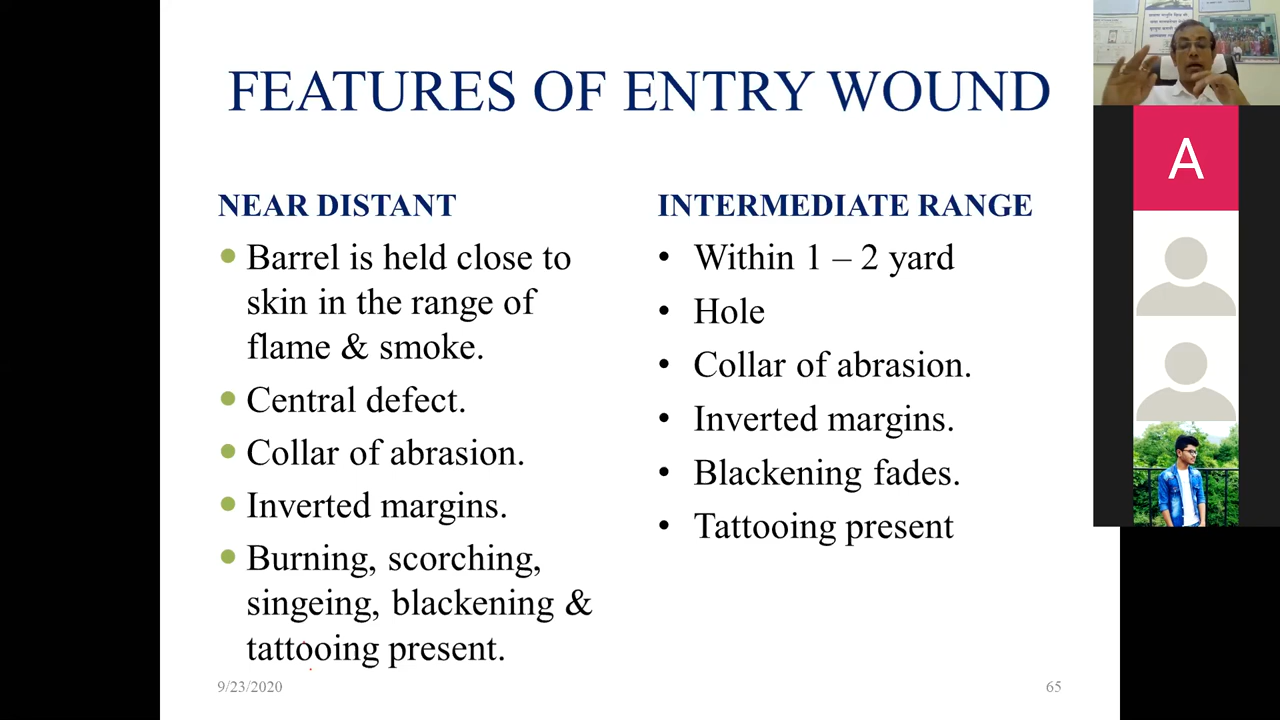 FEATURES OF ENTRY WOUND
NEAR DISTANT
Barrel is held close to
skin in the range of
flame & smoke.
Central defect.
Collar of abrasion.
Inverted margins.
Burning, scorching,
singeing, blackening &
tattooing present.
INTERMEDIATE RANGE
Within 1 – 2 yard
Hole
Collar of abrasion.
Inverted margins.
Blackening fades.
Tattooing present
9/23/2020
65
A